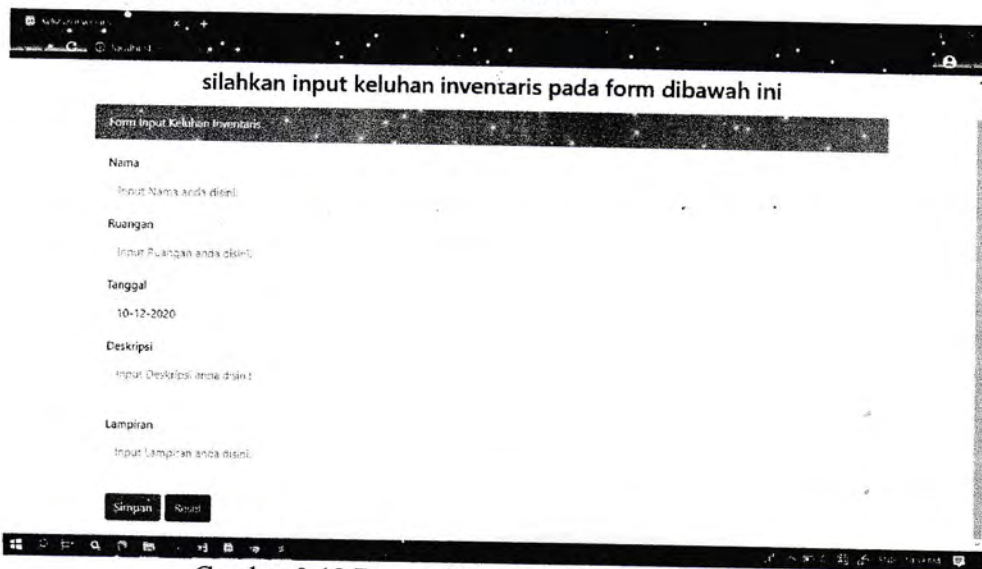 silahkan input keluhan inventaris pada form dibawah ini
Form Input Keluhan Inventaris
Nama
Input Nama anda disini.
Ruangan
Input Ruangan anda disini.
Tanggal
10-12-2020
Deskripsi
Input Deskripsi anda disini.
Lampiran
Input Lampiran anda disini.
Simpan Reset